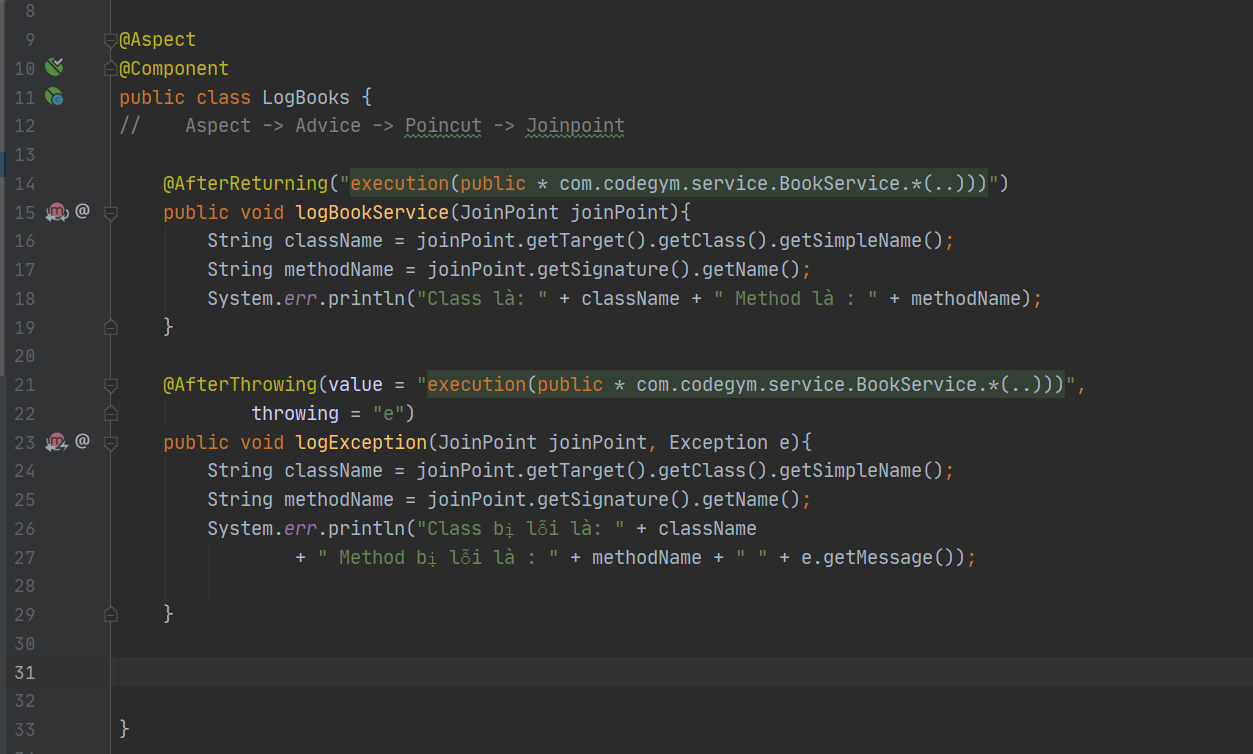 8
9 @Aspect
10 @Component
11 public class LogBooks {
12 //    Aspect -> Advice -> Poincut -> Joinpoint
13
14     @AfterReturning("execution(public * com.codegym.service.BookService.*(..)))")
15 @    public void logBookService(JoinPoint joinPoint){
16         String className = joinPoint.getTarget().getClass().getSimpleName();
17         String methodName = joinPoint.getSignature().getName();
18         System.err.println("Class là: " + className + " Method là : " + methodName);
19     }
20
21     @AfterThrowing(value = "execution(public * com.codegym.service.BookService.*(..)))",
22             throwing = "e")
23 @    public void logException(JoinPoint joinPoint, Exception e){
24         String className = joinPoint.getTarget().getClass().getSimpleName();
25         String methodName = joinPoint.getSignature().getName();
26         System.err.println("Class bị lỗi là: " + className
27                 + " Method bị lỗi là : " + methodName + " " + e.getMessage());
28
29     }
30
31
32
33 }